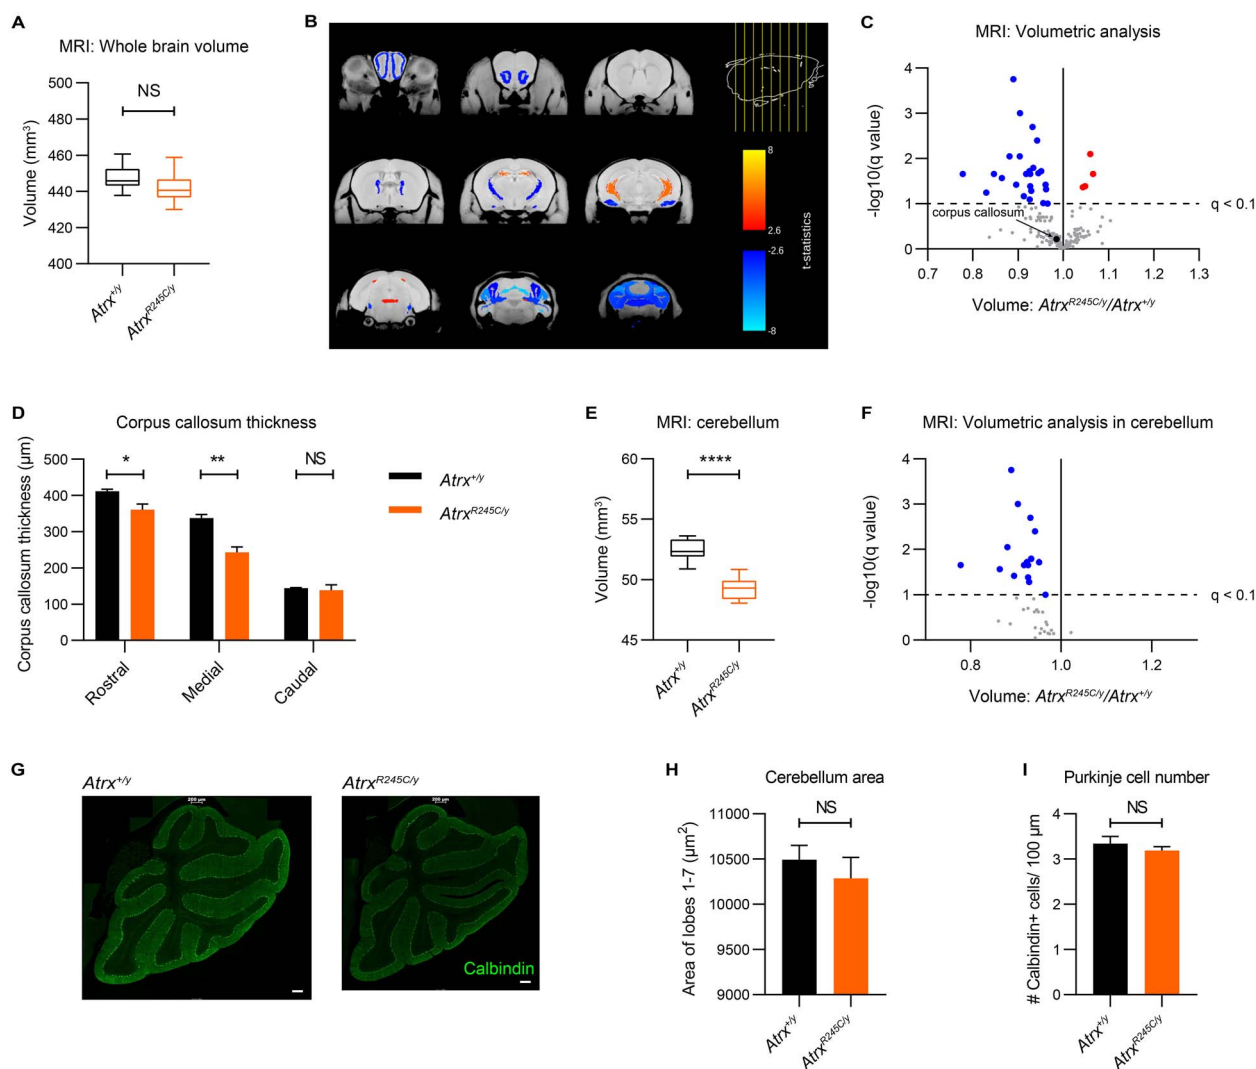 A
MRI: Whole brain volume
NS
500
480
460
440
420
400
Volume (mm³)
Atrx+/y
AtrxR245C/y
B
8
2.6
-2.6
-8
t-statistics
C
MRI: Volumetric analysis
4
3
2
1
0
-log10(q value)
q < 0.1
corpus callosum
0.7
0.8
0.9
1.0
1.1
1.2
1.3
Volume: AtrxR245C/y/Atrx+/y
D
Corpus callosum thickness
*
**
NS
500
400
300
200
100
0
Corpus callosum thickness (µm)
Rostral
Medial
Caudal
Atrx+/y
AtrxR245C/y
E
MRI: cerebellum
****
60
55
50
45
Volume (mm³)
Atrx+/y
AtrxR245C/y
F
MRI: Volumetric analysis in cerebellum
4
3
2
1
0
-log10(q value)
q < 0.1
0.8
1.0
1.2
Volume: AtrxR245C/y/Atrx+/y
G
Atrx+/y
AtrxR245C/y
200 µm
200 µm
Calbindin
H
Cerebellum area
NS
11000
10500
10000
9500
9000
Area of lobes 1-7 (µm²)
Atrx+/y
AtrxR245C/y
I
Purkinje cell number
NS
4
3
2
1
0
# Calbindin+ cells/ 100 µm
Atrx+/y
AtrxR245C/y